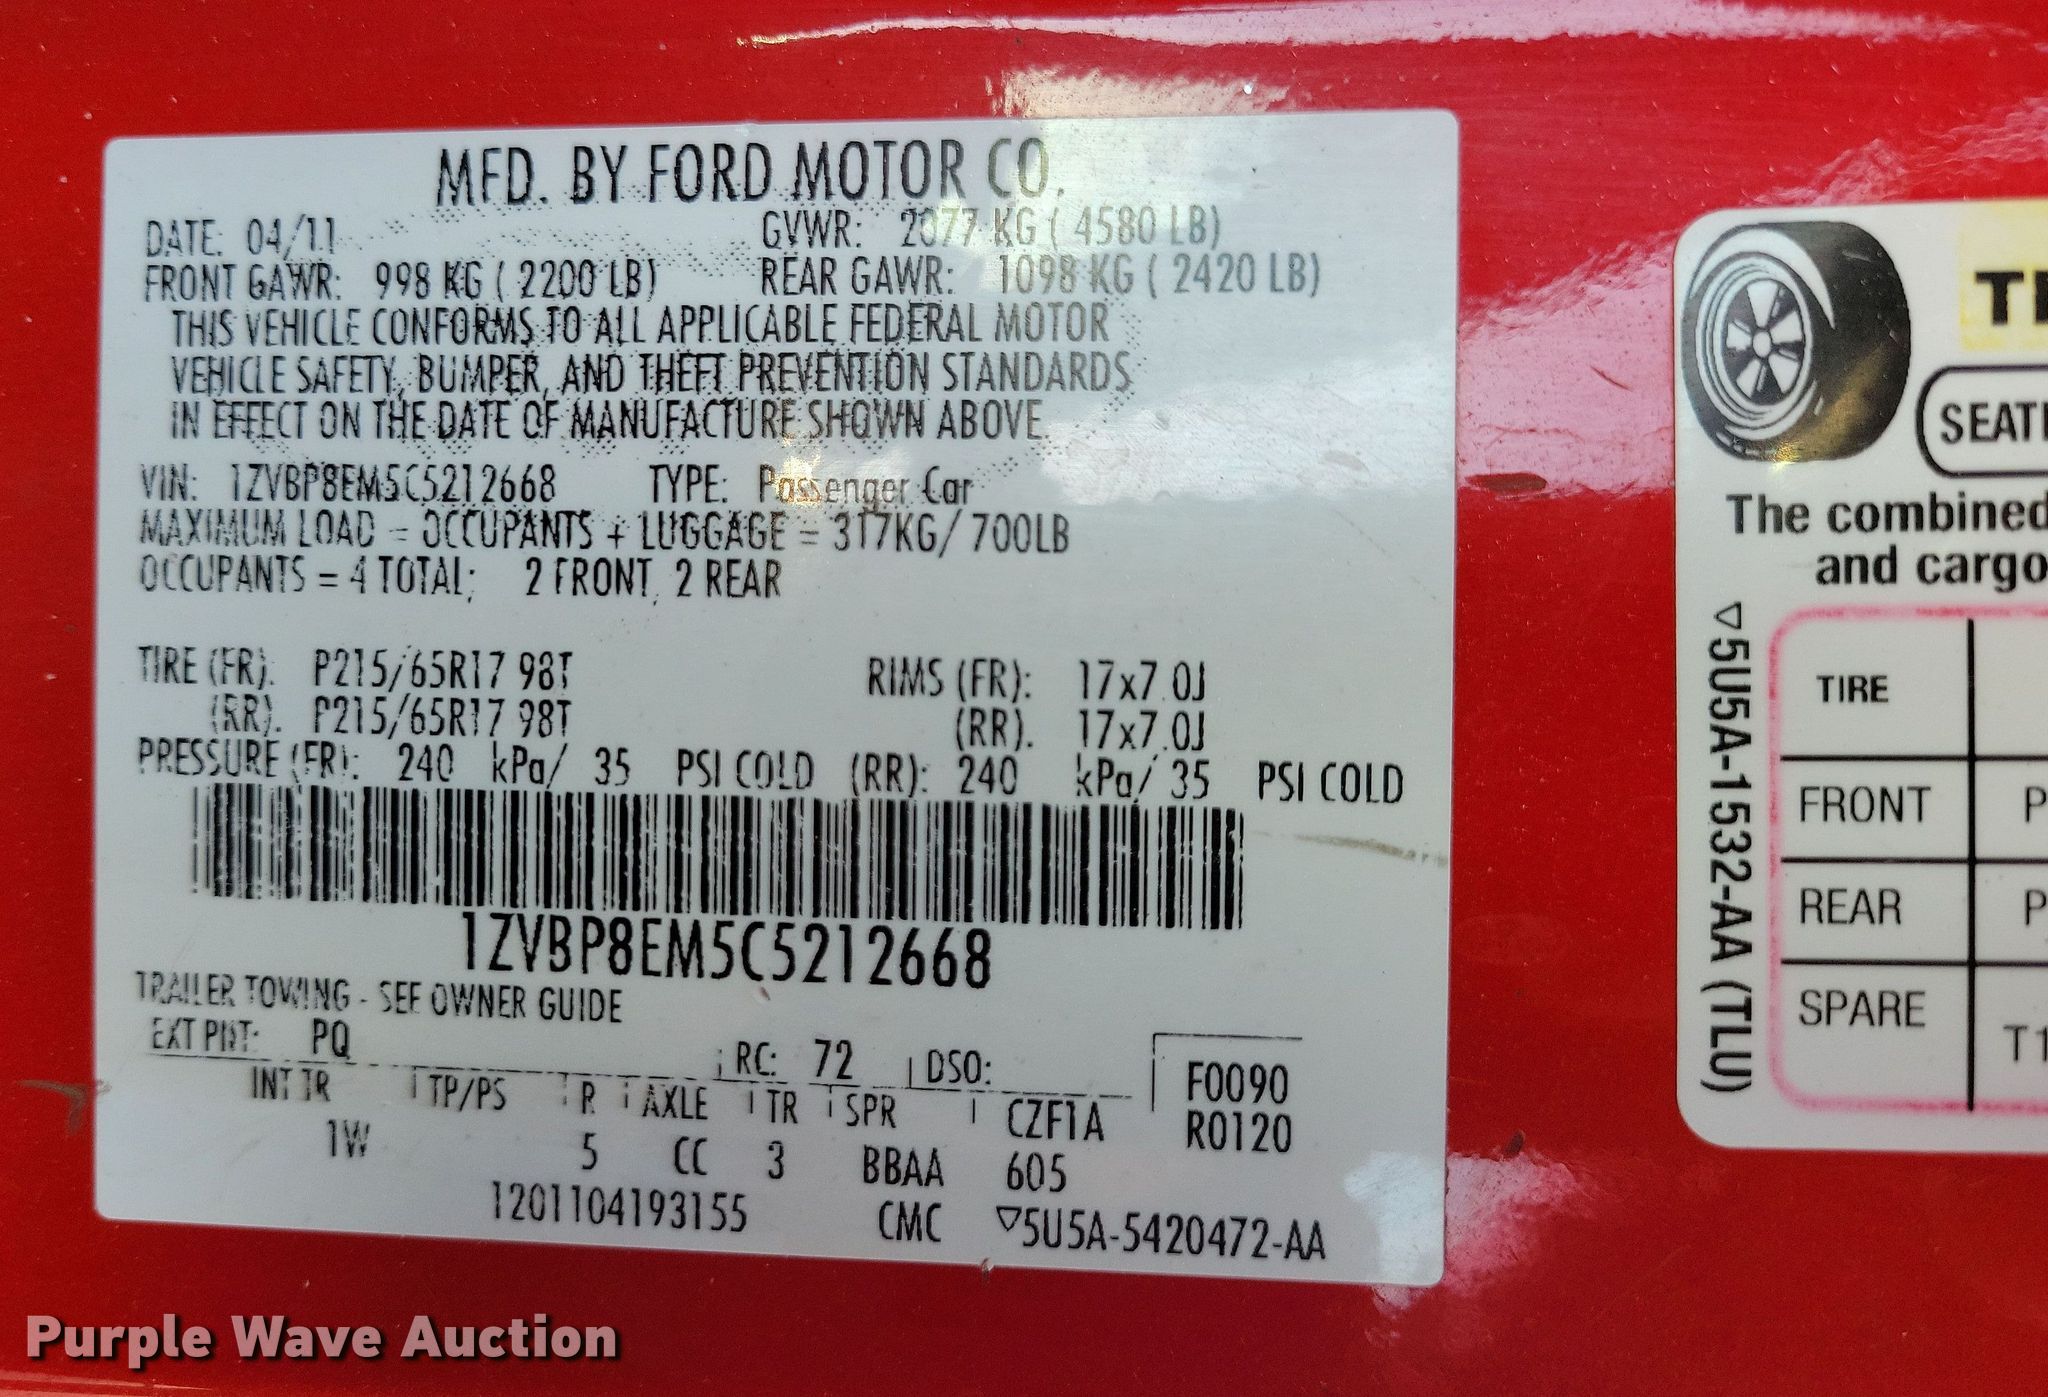 MFD. BY FORD MOTOR CO.
DATE: 04/11 GVWR: 2077 KG ( 4580 LB)
FRONT GAWR: 998 KG ( 2200 LB) REAR GAWR: 1098 KG ( 2420 LB)
THIS VEHICLE CONFORMS TO ALL APPLICABLE FEDERAL MOTOR
VEHICLE SAFETY, BUMPER, AND THEFT PREVENTION STANDARDS
IN EFFECT ON THE DATE OF MANUFACTURE SHOWN ABOVE.
VIN: 1ZVBP8EM5C5212668 TYPE: Passenger Car
MAXIMUM LOAD = OCCUPANTS + LUGGAGE = 317KG/ 700LB
OCCUPANTS = 4 TOTAL; 2 FRONT, 2 REAR
TIRE (FR): P215/65R17 98T RIMS (FR): 17x7.0J
(RR): P215/65R17 98T (RR). 17x7.0J
PRESSURE (FR): 240 kPa/ 35 PSI COLD (RR): 240 kPa/ 35 PSI COLD
1ZVBP8EM5C5212668
TRAILER TOWING - SEE OWNER GUIDE
EXT PNT: PQ RC: 72 DSO: F0090
INT TR TP/PS R AXLE TR SPR CZF1A R0120
1W 5 CC 3 BBAA 605
1201104193155 CMC ▽5U5A-5420472-AA
SEATI
The combined
and cargo
TIRE
FRONT P
REAR P
SPARE T1
▽5U5A-1532-AA (TLU)
Purple Wave Auction